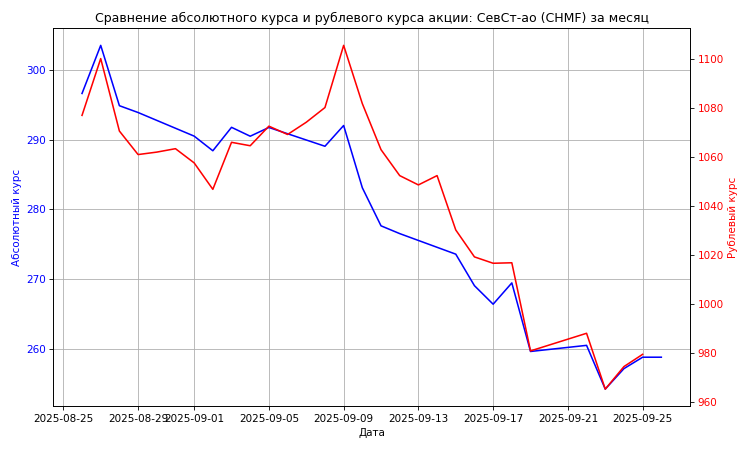 Сравнение абсолютного курса и рублевого курса акции: СевСт-ао (CHMF) за месяц
Абсолютный курс
300
290
280
270
260
1100
1080
1060
1040
1020
1000
980
960
Рублевый курс
2025-08-25 2025-08-29 2025-09-01 2025-09-05 2025-09-09 2025-09-13 2025-09-17 2025-09-21 2025-09-25
Дата